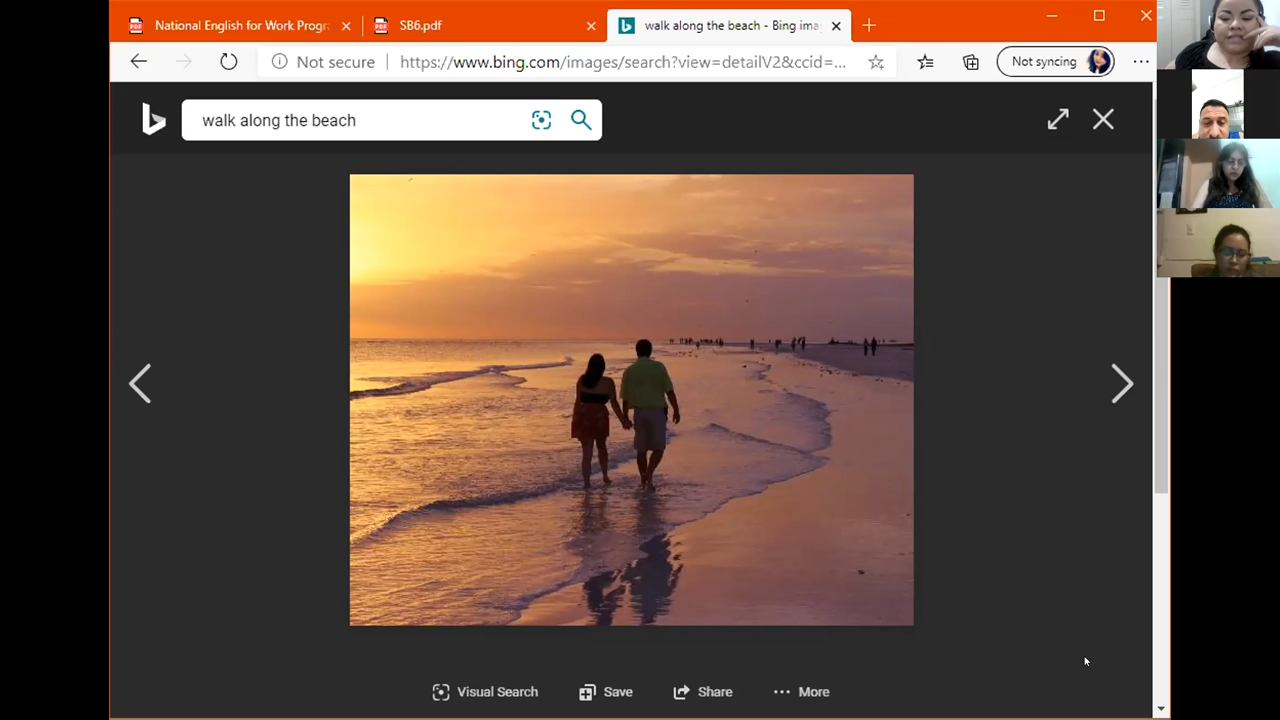 National English for Work Progr
SB6.pdf
walk along the beach - Bing ima
Not secure
https://www.bing.com/images/search?view=detailV2&ccid=...
Not syncing
walk along the beach
Visual Search
Save
Share
More